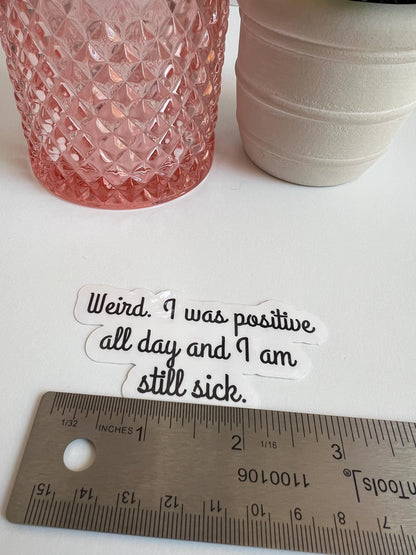 Weird. I was positive
all day and I am
still sick.
1/32 INCHES 1 2 1/16 3
1100106 nTools®
15 14 13 12 11 10 9 8 7